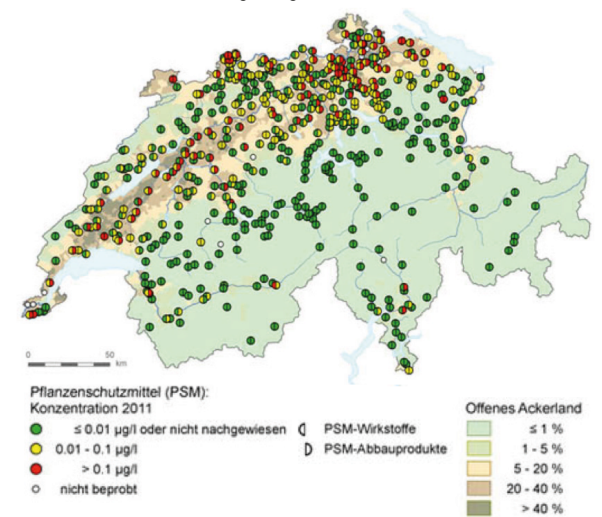 0
50
km
Pflanzenschutzmittel (PSM):
Konzentration 2011
≤ 0.01 µg/l oder nicht nachgewiesen
0.01 - 0.1 µg/l
> 0.1 µg/l
nicht beprobt
PSM-Wirkstoffe
PSM-Abbauprodukte
Offenes Ackerland
≤ 1 %
1 - 5 %
5 - 20 %
20 - 40 %
> 40 %